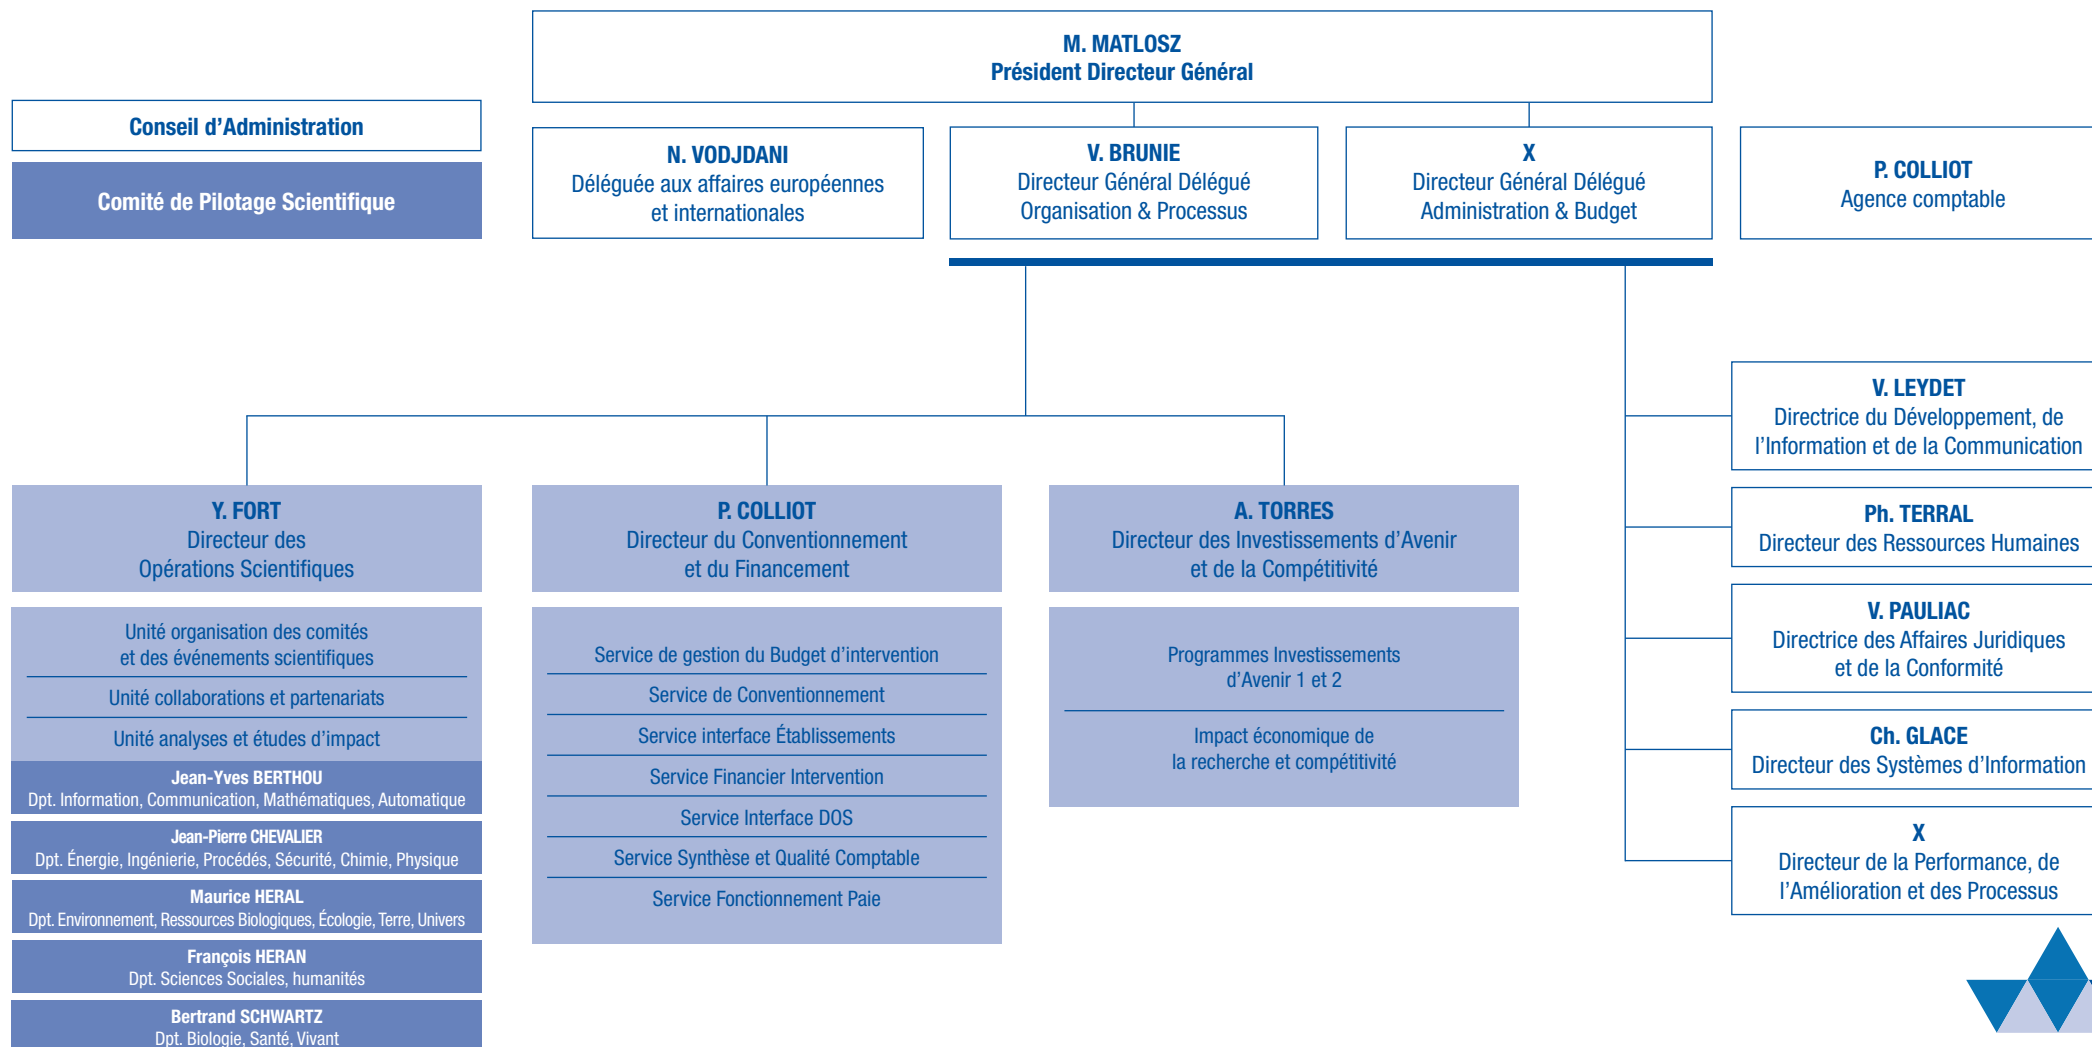 M. MATLOSZ
Président Directeur Général
Conseil d’Administration
Comité de Pilotage Scientifique
N. VODJDANI
Déléguée aux affaires européennes
et internationales
V. BRUNIE
Directeur Général Délégué
Organisation & Processus
X
Directeur Général Délégué
Administration & Budget
P. COLLIOT
Agence comptable
V. LEYDET
Directrice du Développement, de
l’Information et de la Communication
Ph. TERRAL
Directeur des Ressources Humaines
V. PAULIAC
Directrice des Affaires Juridiques
et de la Conformité
Ch. GLACE
Directeur des Systèmes d’Information
X
Directeur de la Performance, de
l’Amélioration et des Processus
Y. FORT
Directeur des
Opérations Scientifiques
Unité organisation des comités
et des événements scientifiques
Unité collaborations et partenariats
Unité analyses et études d’impact
Jean-Yves BERTHOU
Dpt. Information, Communication, Mathématiques, Automatique
Jean-Pierre CHEVALIER
Dpt. Énergie, Ingénierie, Procédés, Sécurité, Chimie, Physique
Maurice HERAL
Dpt. Environnement, Ressources Biologiques, Écologie, Terre, Univers
François HERAN
Dpt. Sciences Sociales, humanités
Bertrand SCHWARTZ
Dpt. Biologie, Santé, Vivant
P. COLLIOT
Directeur du Conventionnement
et du Financement
Service de gestion du Budget d’intervention
Service de Conventionnement
Service interface Établissements
Service Financier Intervention
Service Interface DOS
Service Synthèse et Qualité Comptable
Service Fonctionnement Paie
A. TORRES
Directeur des Investissements d’Avenir
et de la Compétitivité
Programmes Investissements
d’Avenir 1 et 2
Impact économique de
la recherche et compétitivité